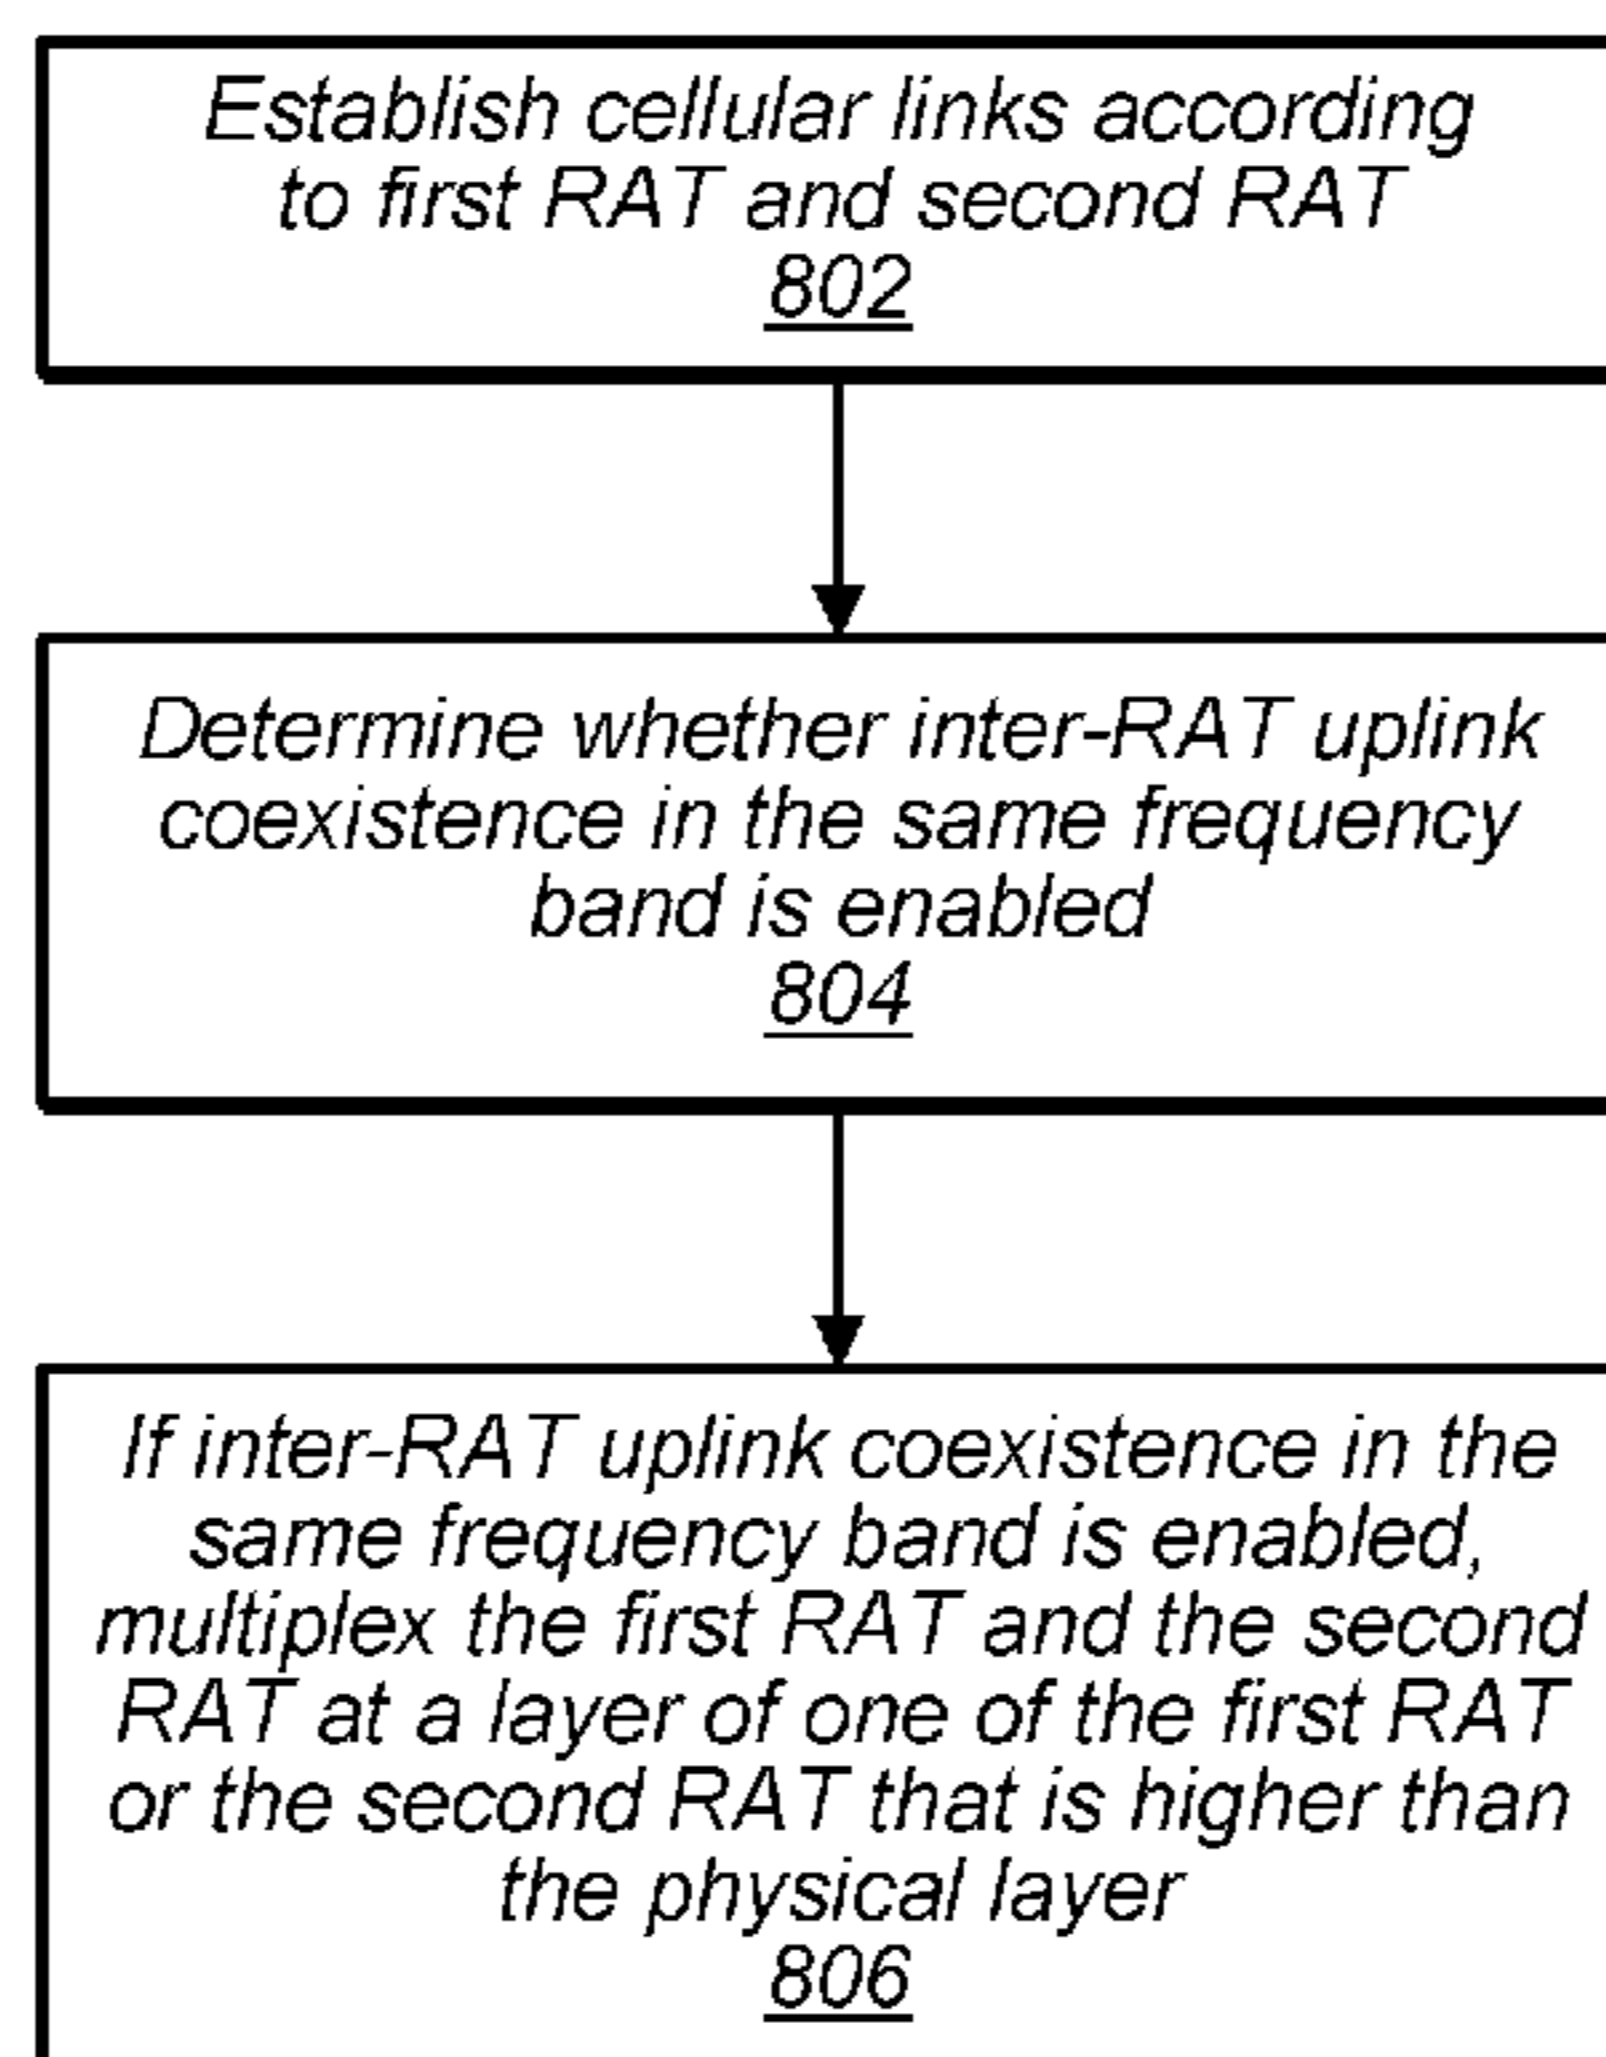 Establish cellular links according
to first RAT and second RAT
802
Determine whether inter-RAT uplink
coexistence in the same frequency
band is enabled
804
If inter-RAT uplink coexistence in the
same frequency band is enabled,
multiplex the first RAT and the second
RAT at a layer of one of the first RAT
or the second RAT that is higher than
the physical layer
806